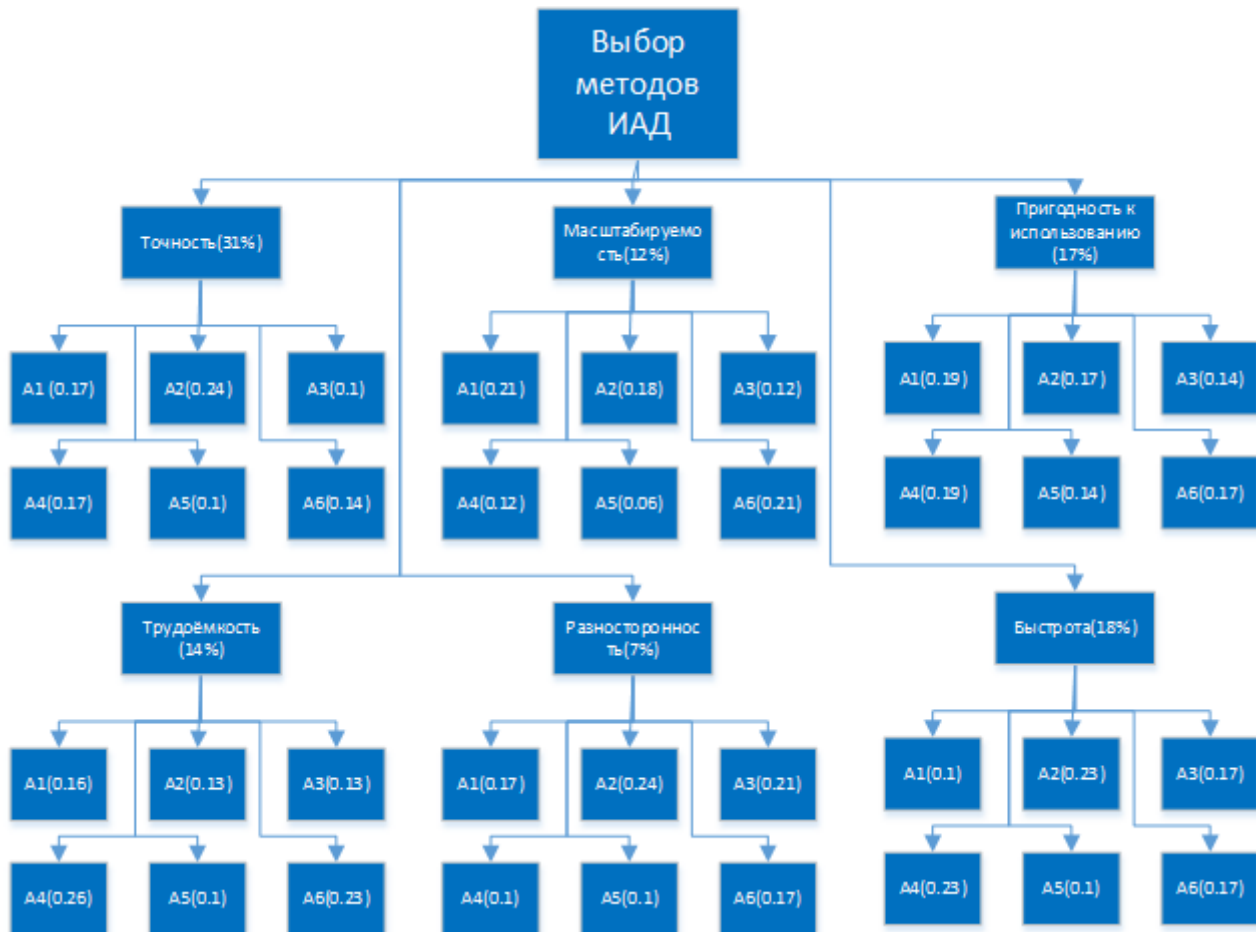 Выбор
методов
ИАД
Точность(31%)
Масштабируемо
сть(12%)
Пригодность к
использованию
(17%)
A1 (0.17)
A2(0.24)
A3(0.1)
A4(0.17)
A5(0.1)
A6(0.14)
A1(0.21)
A2(0.18)
A3(0.12)
A4(0.12)
A5(0.06)
A6(0.21)
A1(0.19)
A2(0.17)
A3(0.14)
A4(0.19)
A5(0.14)
A6(0.17)
Трудоёмкость
(14%)
Разностороннос
ть(7%)
Быстрота(18%)
A1(0.16)
A2(0.13)
A3(0.13)
A4(0.26)
A5(0.1)
A6(0.23)
A1(0.17)
A2(0.24)
A3(0.21)
A4(0.1)
A5(0.1)
A6(0.17)
A1(0.1)
A2(0.23)
A3(0.17)
A4(0.23)
A5(0.1)
A6(0.17)